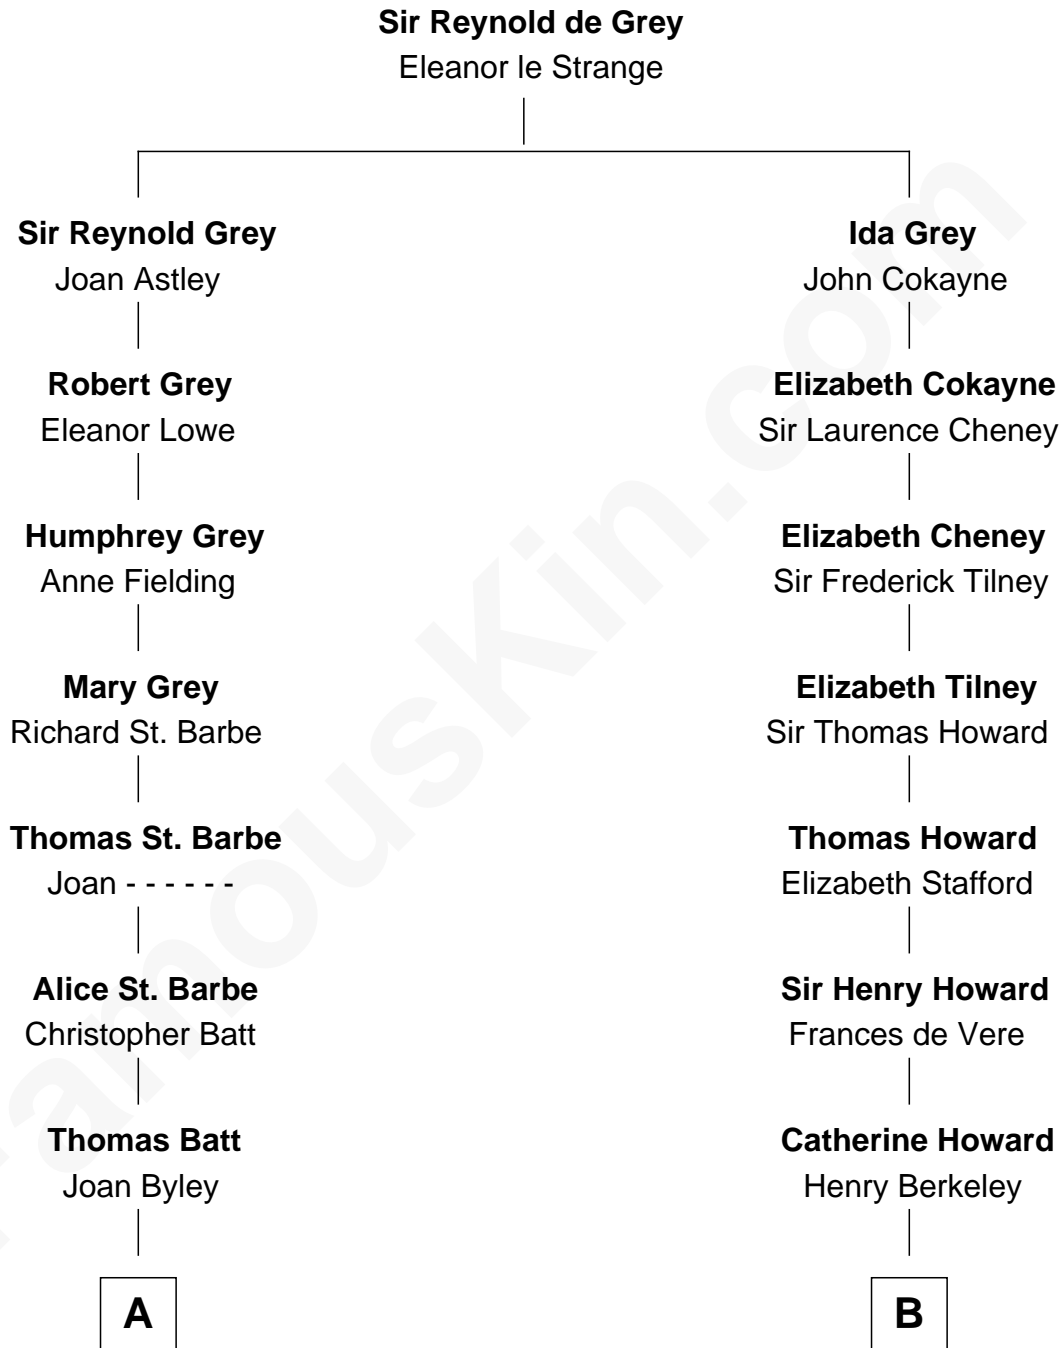 Sir Reynold de Grey
Eleanor le Strange
Sir Reynold Grey
Joan Astley
Ida Grey
John Cokayne
Robert Grey
Eleanor Lowe
Elizabeth Cokayne
Sir Laurence Cheney
Humphrey Grey
Anne Fielding
Elizabeth Cheney
Sir Frederick Tilney
Mary Grey
Richard St. Barbe
Elizabeth Tilney
Sir Thomas Howard
Thomas St. Barbe
Joan - - - - - -
Thomas Howard
Elizabeth Stafford
Alice St. Barbe
Christopher Batt
Sir Henry Howard
Frances de Vere
Thomas Batt
Joan Byley
Catherine Howard
Henry Berkeley
A
B
FamousKin.com